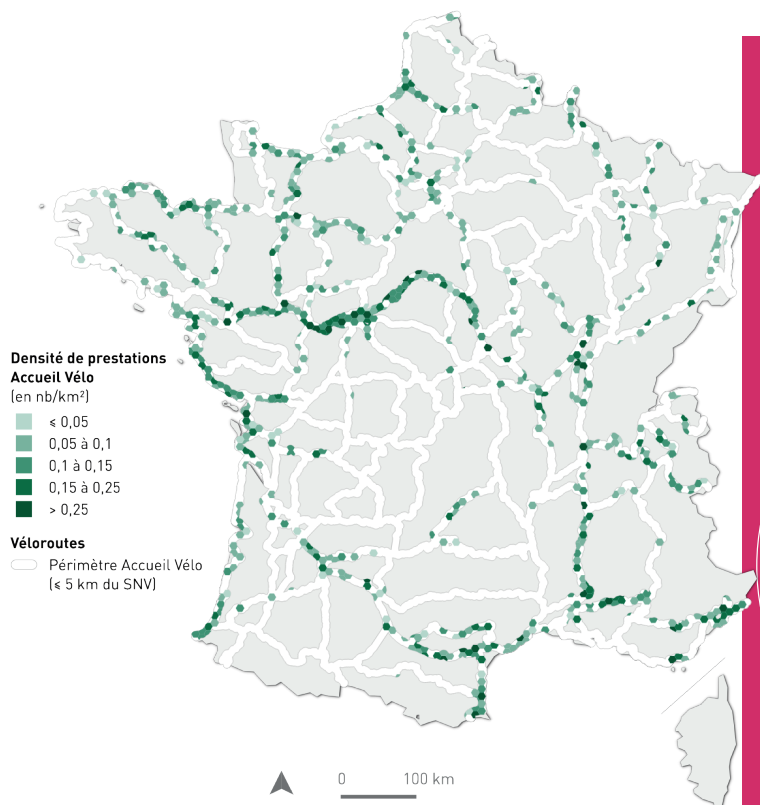 Densité de prestations
Accueil Vélo
(en nb/km²)
≤ 0,05
0,05 à 0,1
0,1 à 0,15
0,15 à 0,25
> 0,25
Véloroutes
Périmètre Accueil Vélo
(≤ 5 km du SNV)
0 100 km